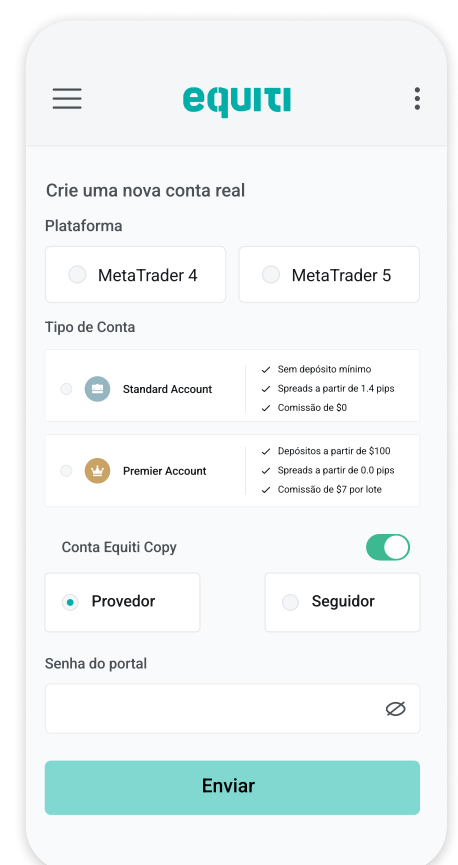 equiti
Crie uma nova conta real
Plataforma
MetaTrader 4
MetaTrader 5
Tipo de Conta
Standard Account
Sem depósito mínimo
Spreads a partir de 1.4 pips
Comissão de $0
Premier Account
Depósitos a partir de $100
Spreads a partir de 0.0 pips
Comissão de $7 por lote
Conta Equiti Copy
Provedor
Seguidor
Senha do portal
Enviar